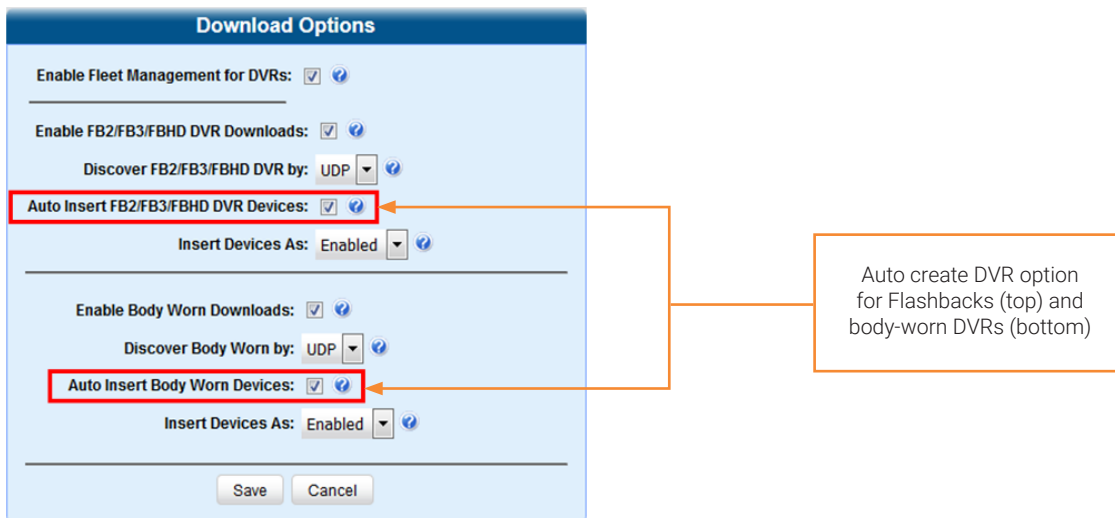 Download Options
Enable Fleet Management for DVRs:
Enable FB2/FB3/FBHD DVR Downloads:
Discover FB2/FB3/FBHD DVR by: UDP
Auto Insert FB2/FB3/FBHD DVR Devices:
Insert Devices As: Enabled
Enable Body Worn Downloads:
Discover Body Worn by: UDP
Auto Insert Body Worn Devices:
Insert Devices As: Enabled
Save Cancel
Auto create DVR option
for Flashbacks (top) and
body-worn DVRs (bottom)